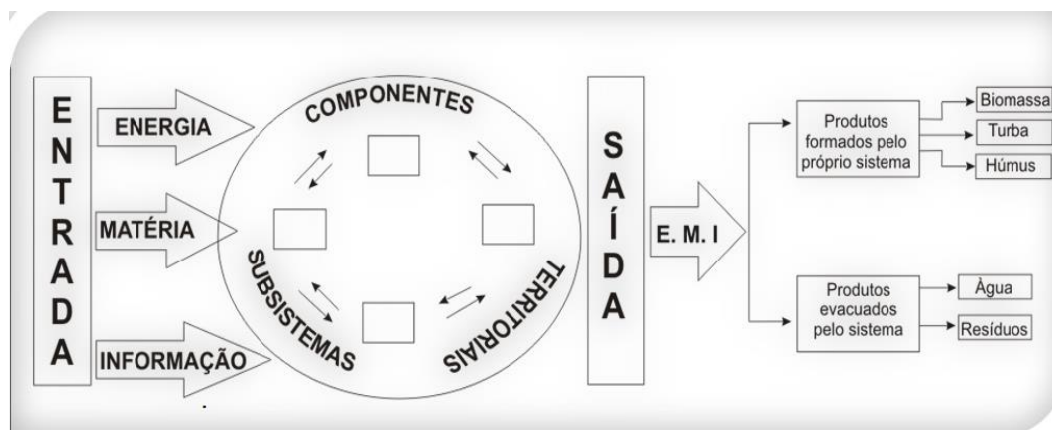 ENTRADA
ENERGIA
MATÉRIA
INFORMAÇÃO
COMPONENTES
SUBSISTEMAS
TERRITORIAIS
SAÍDA
E. M. I
Produtos
formados pelo
próprio sistema
Biomassa
Turba
Húmus
Produtos
evacuados
pelo sistema
Àgua
Resíduos